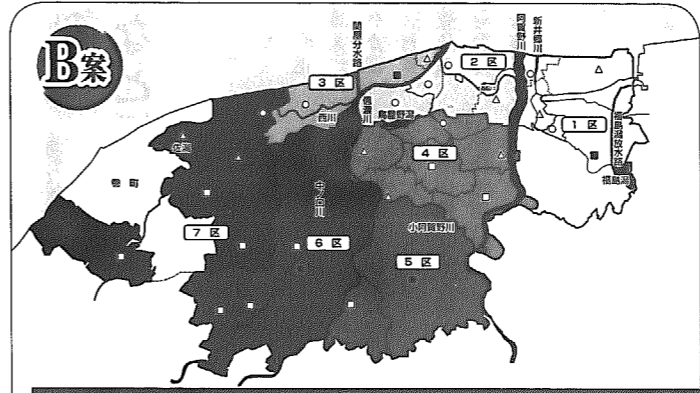 B案
関屋分水路
阿賀野川
新井郷川
2 区
3 区
信濃川
鳥屋野潟
西川
1 区
福島潟放水路
福島潟
4 区
佐潟
巻町
中ノ口川
小阿賀野川
7 区
6 区
5 区